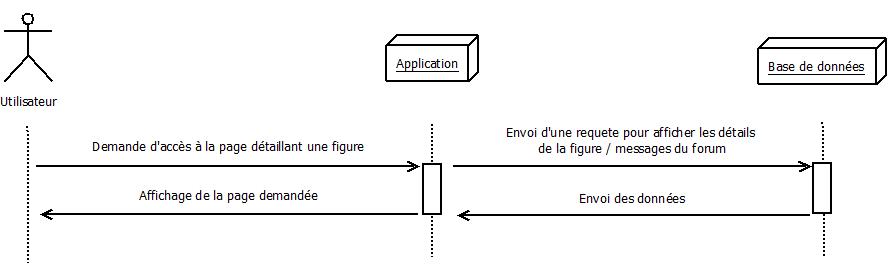 Utilisateur
Application
Base de données
Demande d'accès à la page détaillant une figure
Envoi d'une requete pour afficher les détails
de la figure / messages du forum
Affichage de la page demandée
Envoi des données